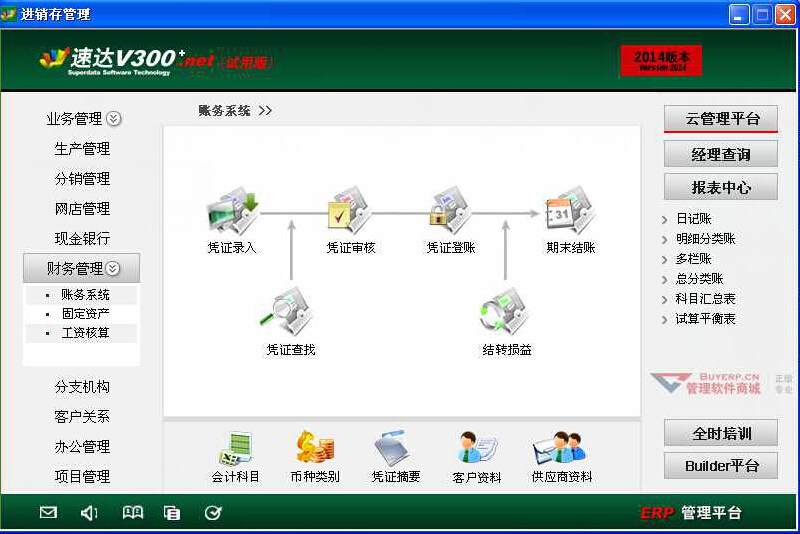 进销存管理
速达V300+.net（试用版）
Superdata Software Technology
2014版本
Version 2014
业务管理
生产管理
分销管理
网店管理
现金银行
财务管理
账务系统
固定资产
工资核算
分支机构
客户关系
办公管理
项目管理
账务系统 >>
凭证录入
凭证审核
凭证登账
期末结账
31
凭证查找
结转损益
会计科目
币种类别
凭证摘要
客户资料
供应商资料
云管理平台
经理查询
报表中心
日记账
明细分类账
多栏账
总分类账
科目汇总表
试算平衡表
BUYERP.CN
管理软件商城
正版
专业
全时培训
Builder平台
ERP 管理平台